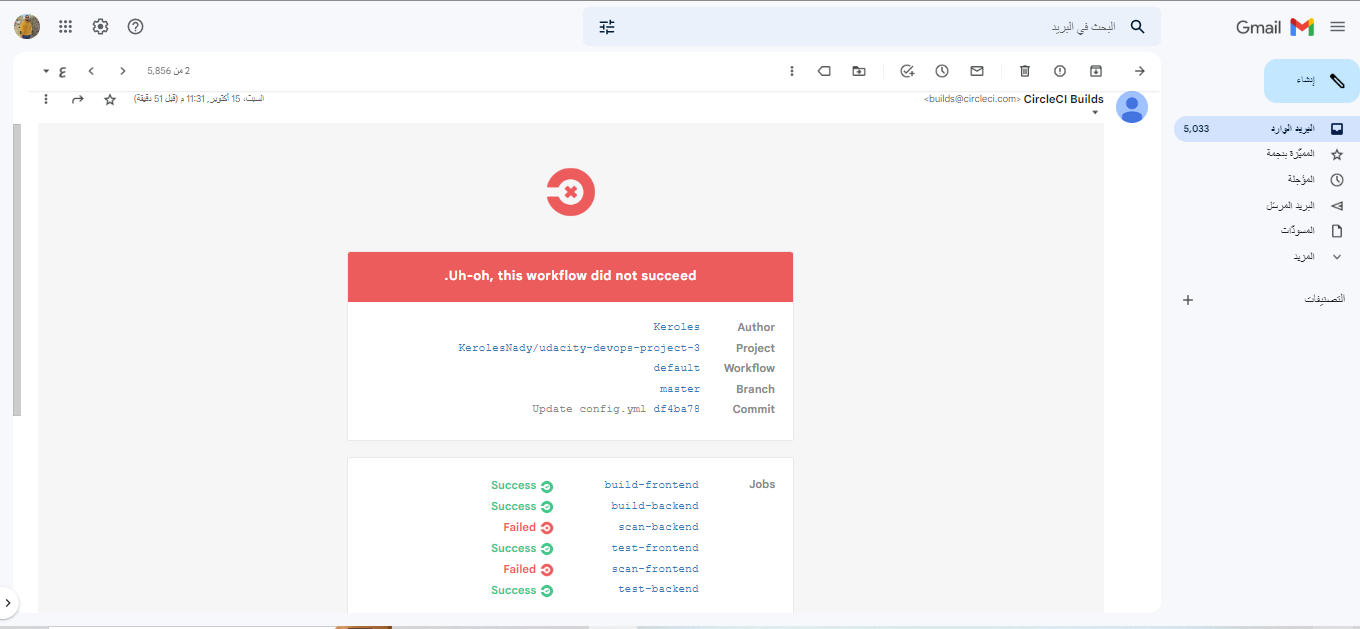 Gmail
البحث في البريد
إنشاء
2 من 5,856
ع
البريد الوارد 5,033
المميّزة بنجمة
المؤجلة
البريد المرسَل
المسودّات
المزيد
التصنيفات
CircleCI Builds <builds@circleci.com>
السبت، 15 أكتوبر, 11:31 م (قبل 51 دقيقة)
.Uh-oh, this workflow did not succeed
Author Keroles
Project KerolesNady/udacity-devops-project-3
Workflow default
Branch master
Commit Update config.yml df4ba78
Jobs
build-frontend Success
build-backend Success
scan-backend Failed
test-frontend Success
scan-frontend Failed
test-backend Success